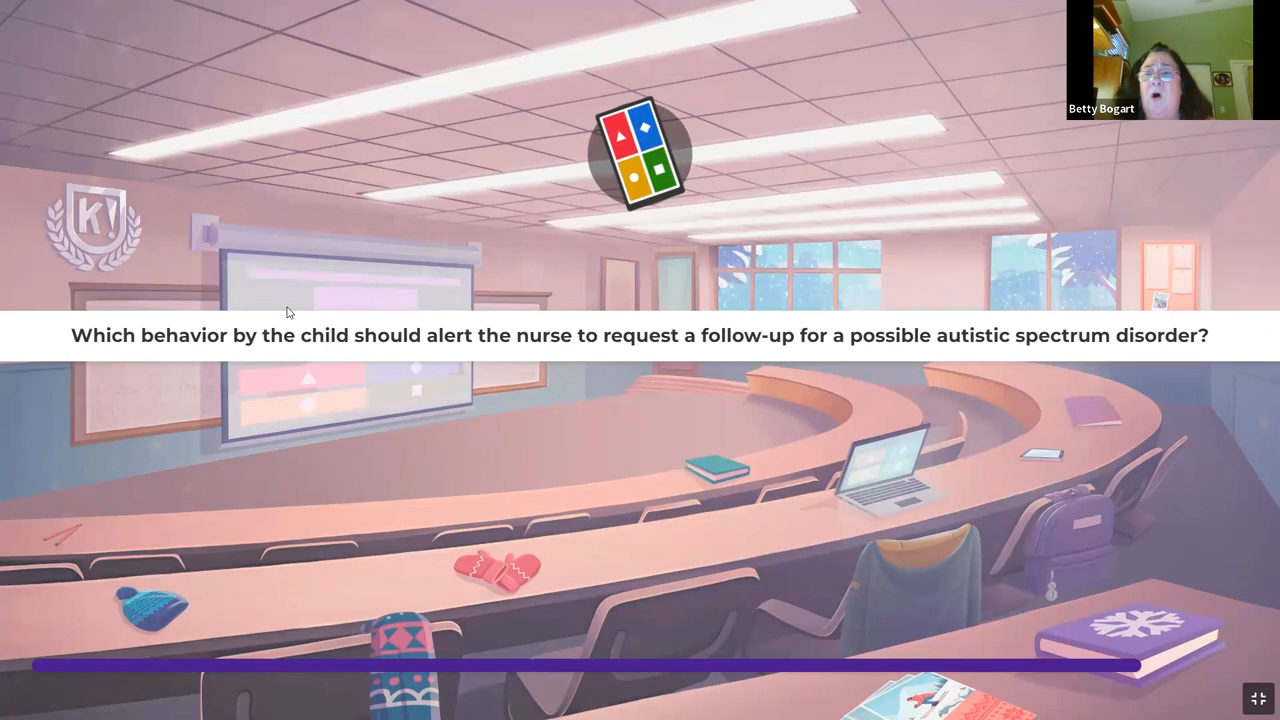 Betty Bogart
K!
Which behavior by the child should alert the nurse to request a follow-up for a possible autistic spectrum disorder?